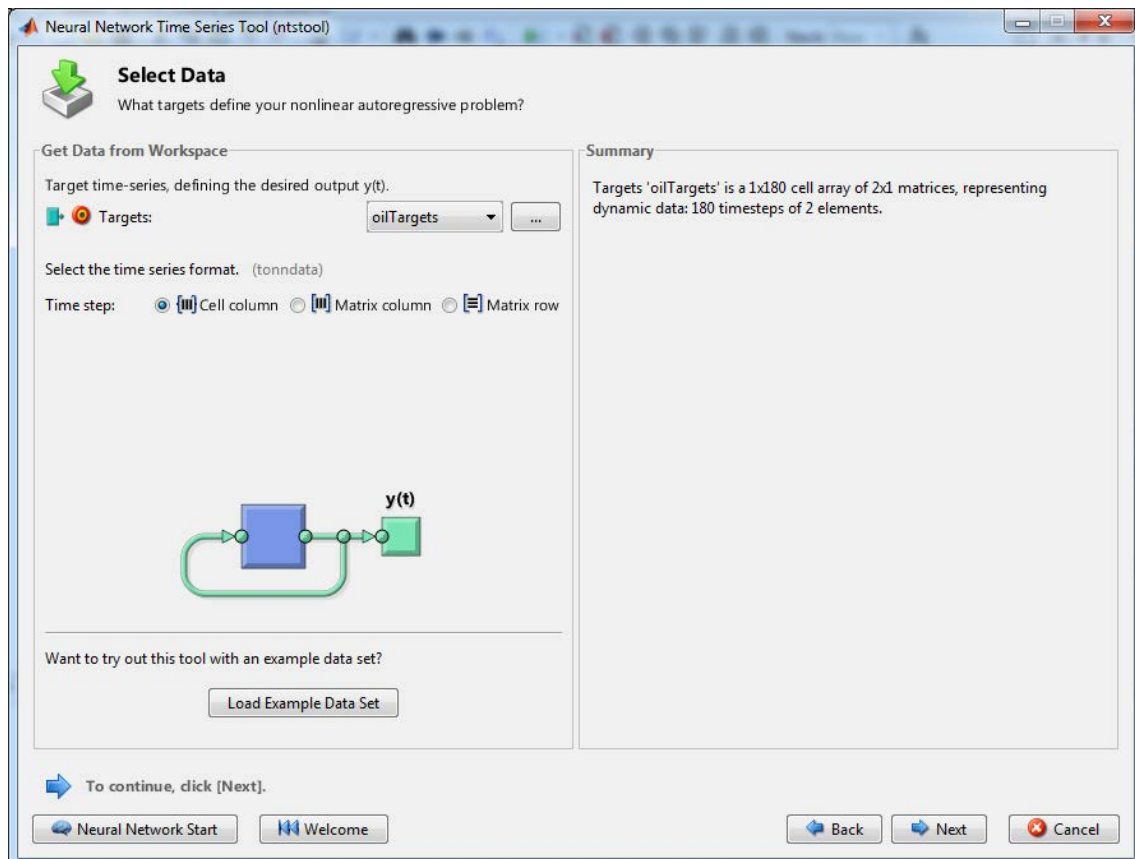 Neural Network Time Series Tool (ntstool)
Select Data
What targets define your nonlinear autoregressive problem?
Get Data from Workspace
Target time-series, defining the desired output y(t).
Targets:
oilTargets
...
Select the time series format. (tonndata)
Time step:
Cell column
Matrix column
Matrix row
y(t)
Want to try out this tool with an example data set?
Load Example Data Set
Summary
Targets 'oilTargets' is a 1x180 cell array of 2x1 matrices, representing
dynamic data: 180 timesteps of 2 elements.
To continue, click [Next].
Neural Network Start
Welcome
Back
Next
Cancel